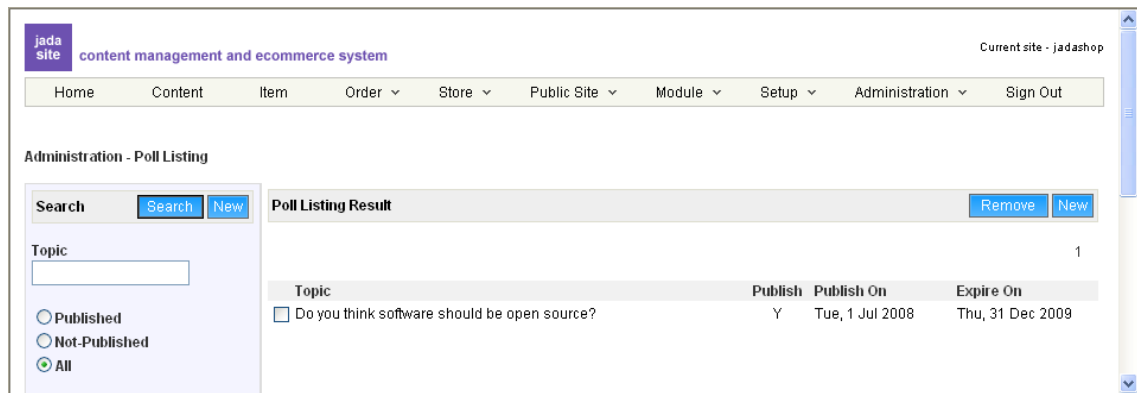 jada
site
content management and ecommerce system
Current site - jadashop
Home Content Item Order Store Public Site Module Setup Administration Sign Out
Administration - Poll Listing
Search Search New
Poll Listing Result Remove New
Topic
1
Topic Publish Publish On Expire On
Do you think software should be open source? Y Tue, 1 Jul 2008 Thu, 31 Dec 2009
Published
Not-Published
All